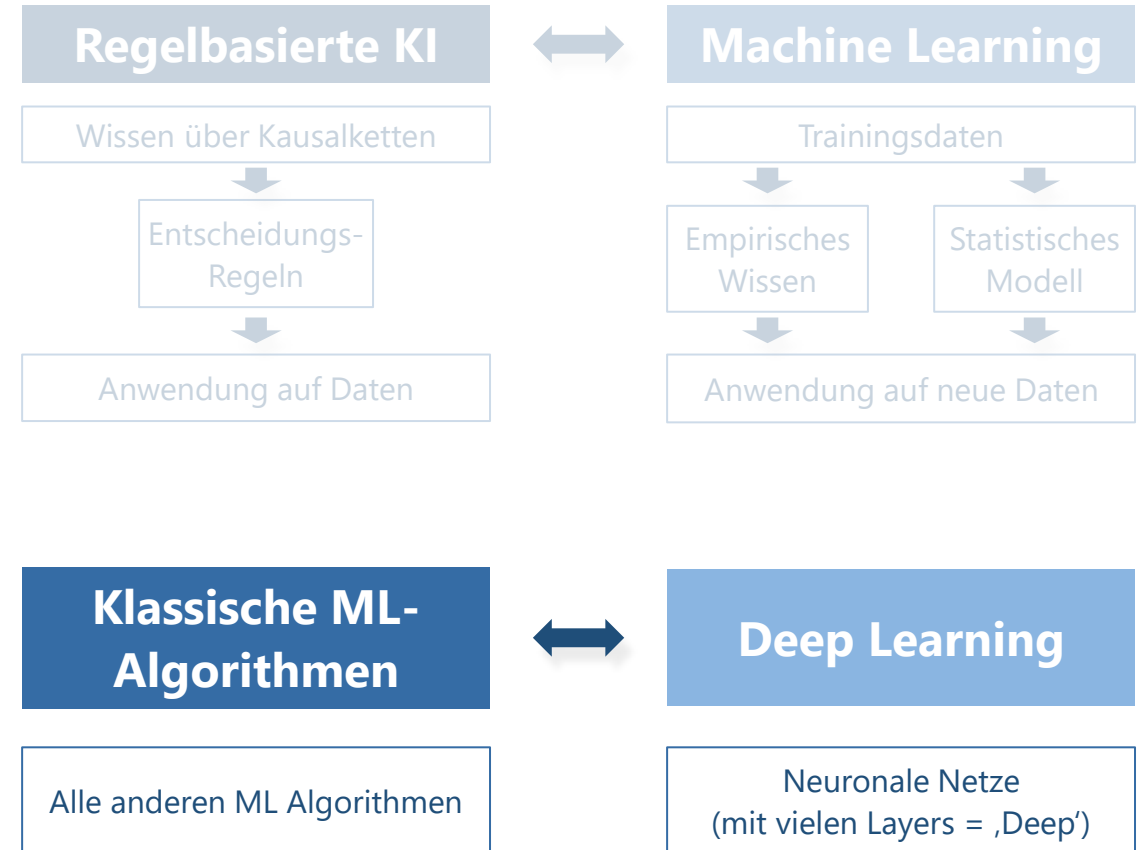 Regelbasierte KI
Machine Learning
Wissen über Kausalketten
Entscheidungs-
Regeln
Anwendung auf Daten
Trainingsdaten
Empirisches
Wissen
Statistisches
Modell
Anwendung auf neue Daten
Klassische ML-
Algorithmen
Deep Learning
Alle anderen ML Algorithmen
Neuronale Netze
(mit vielen Layers = ‚Deep‘)